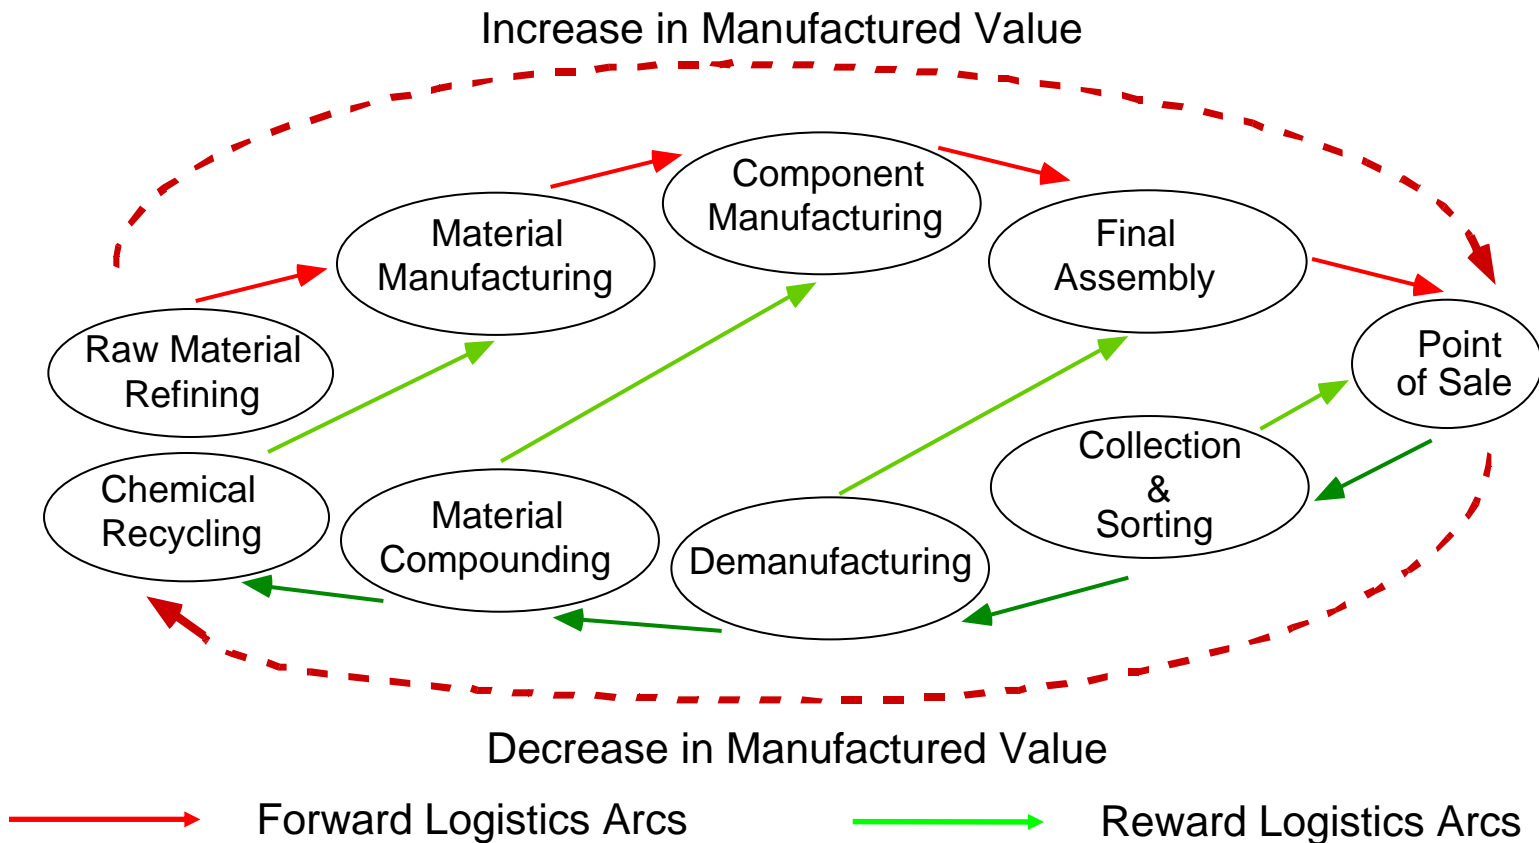 Increase in Manufactured Value
Component
Manufacturing
Material
Manufacturing
Final
Assembly
Raw Material
Refining
Point
of Sale
Chemical
Recycling
Material
Compounding
Demanufacturing
Collection
&
Sorting
Decrease in Manufactured Value
Forward Logistics Arcs
Reward Logistics Arcs